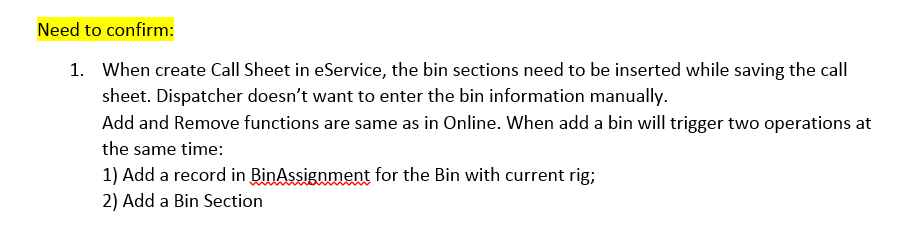 Need to confirm:
1. When create Call Sheet in eService, the bin sections need to be inserted while saving the call
sheet. Dispatcher doesn’t want to enter the bin information manually.
Add and Remove functions are same as in Online. When add a bin will trigger two operations at
the same time:
1) Add a record in BinAssignment for the Bin with current rig;
2) Add a Bin Section